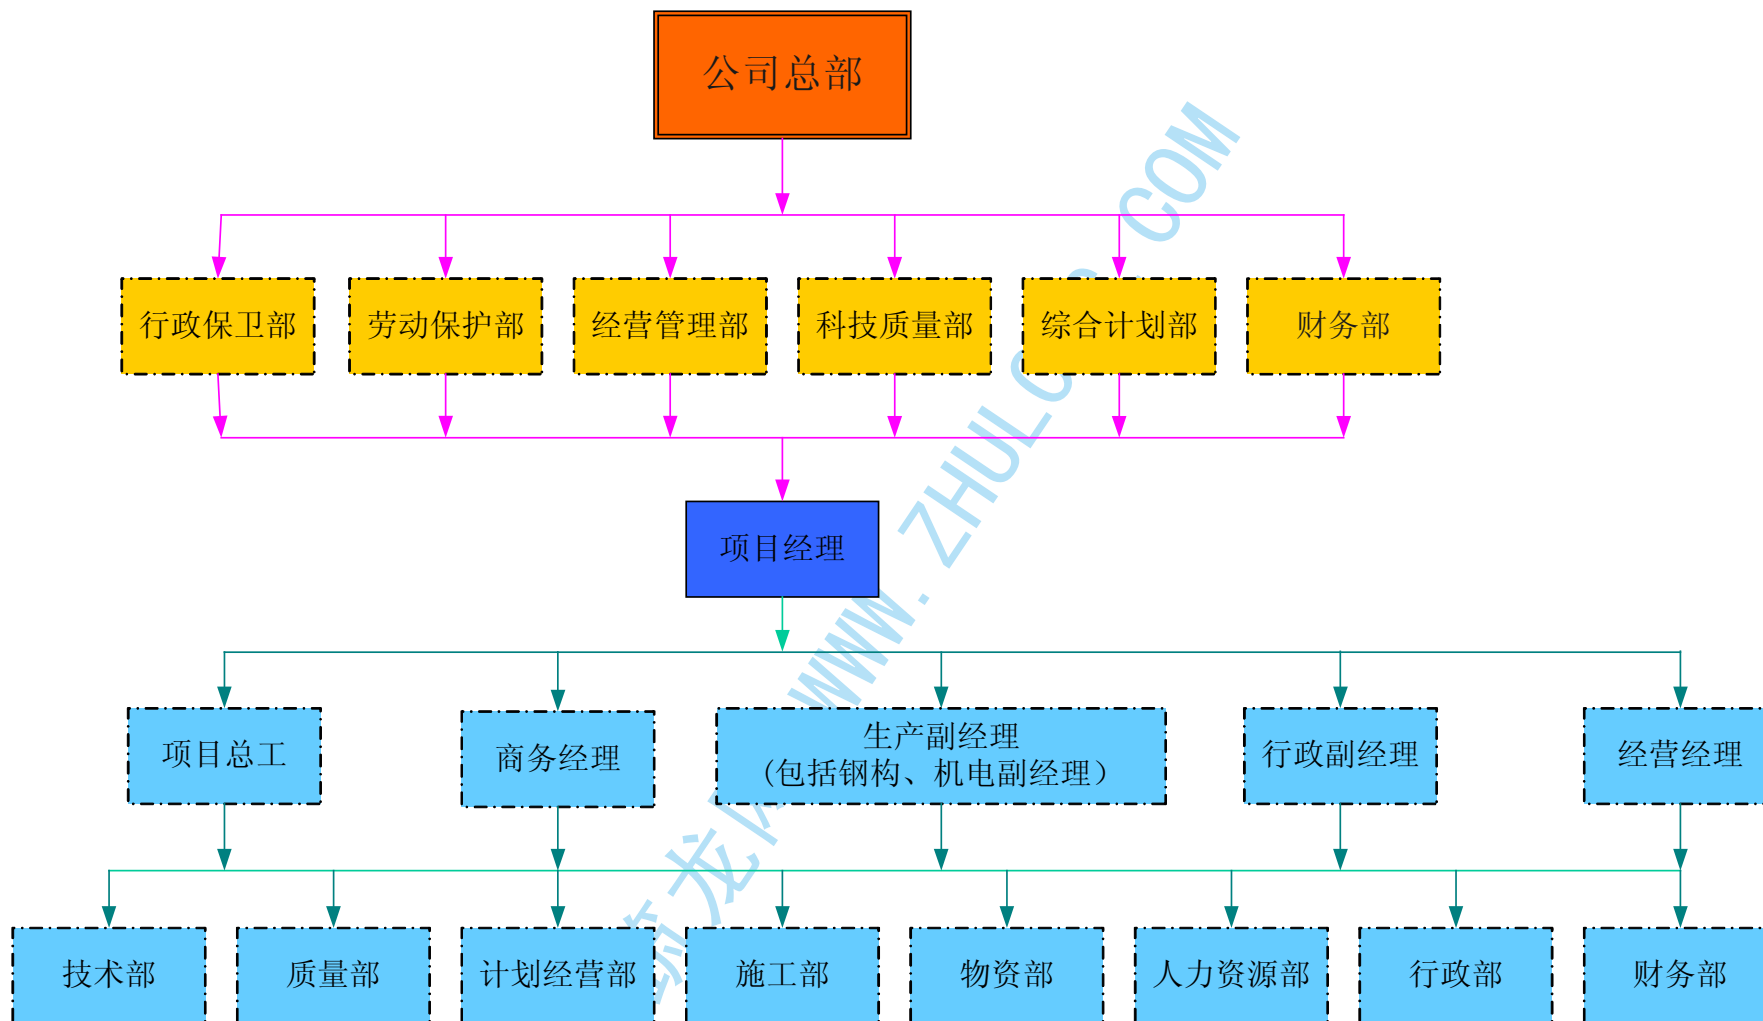 公司总部
行政保卫部
劳动保护部
经营管理部
科技质量部
综合计划部
财务部
项目经理
项目总工
商务经理
生产副经理
(包括钢构、机电副经理）
行政副经理
经营经理
技术部
质量部
计划经营部
施工部
物资部
人力资源部
行政部
财务部